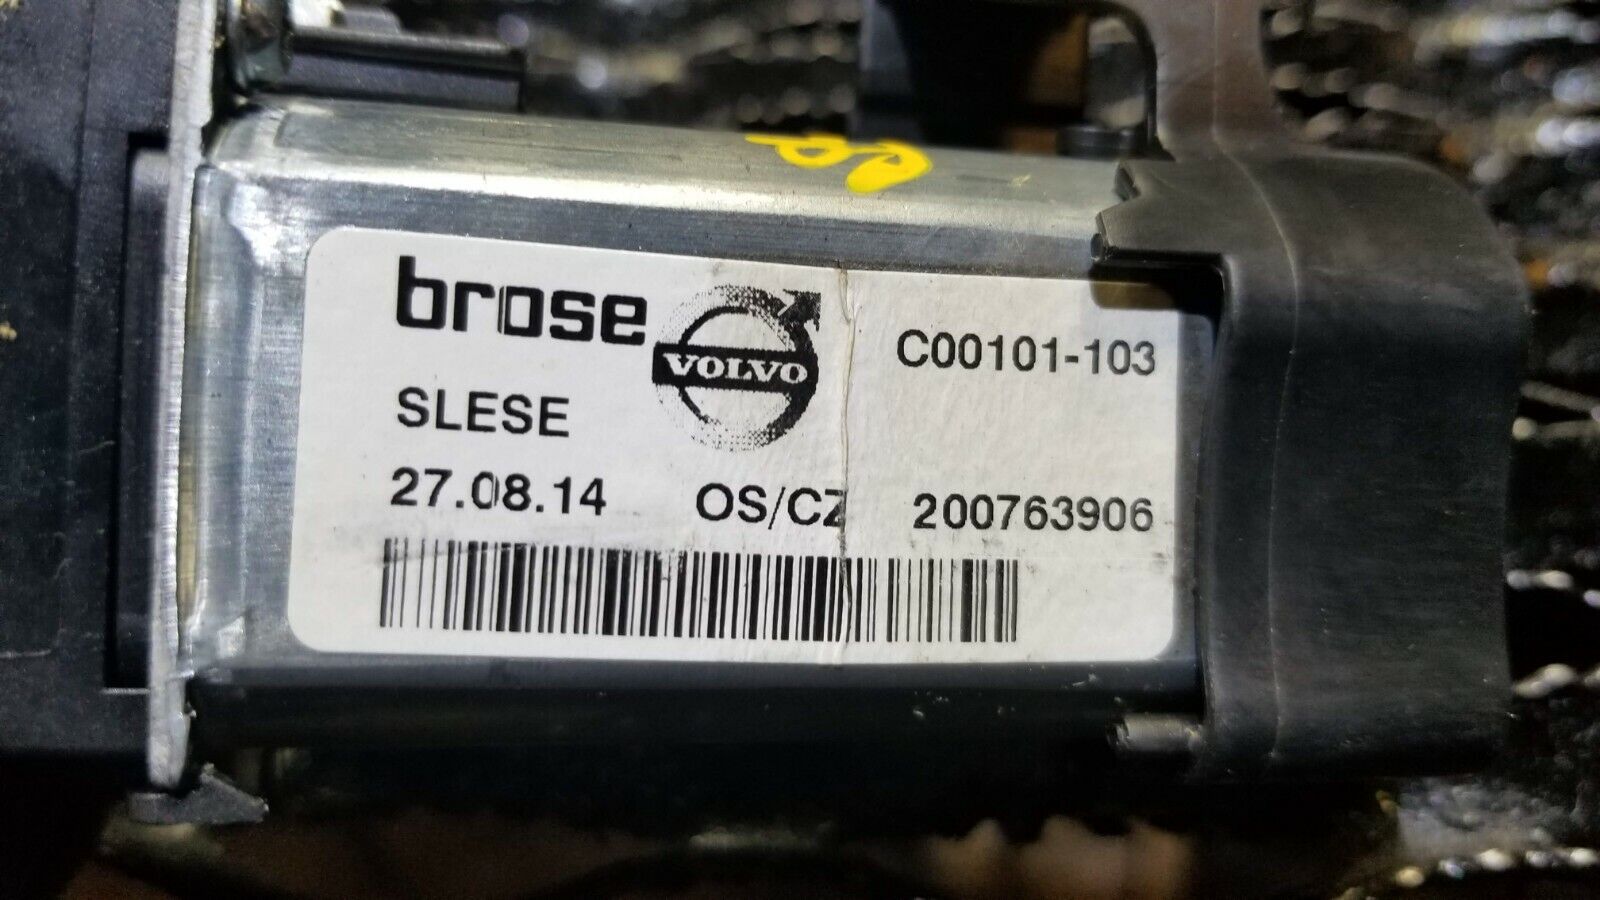 brose VOLVO C00101-103
SLESE
27.08.14 OS/CZ 200763906